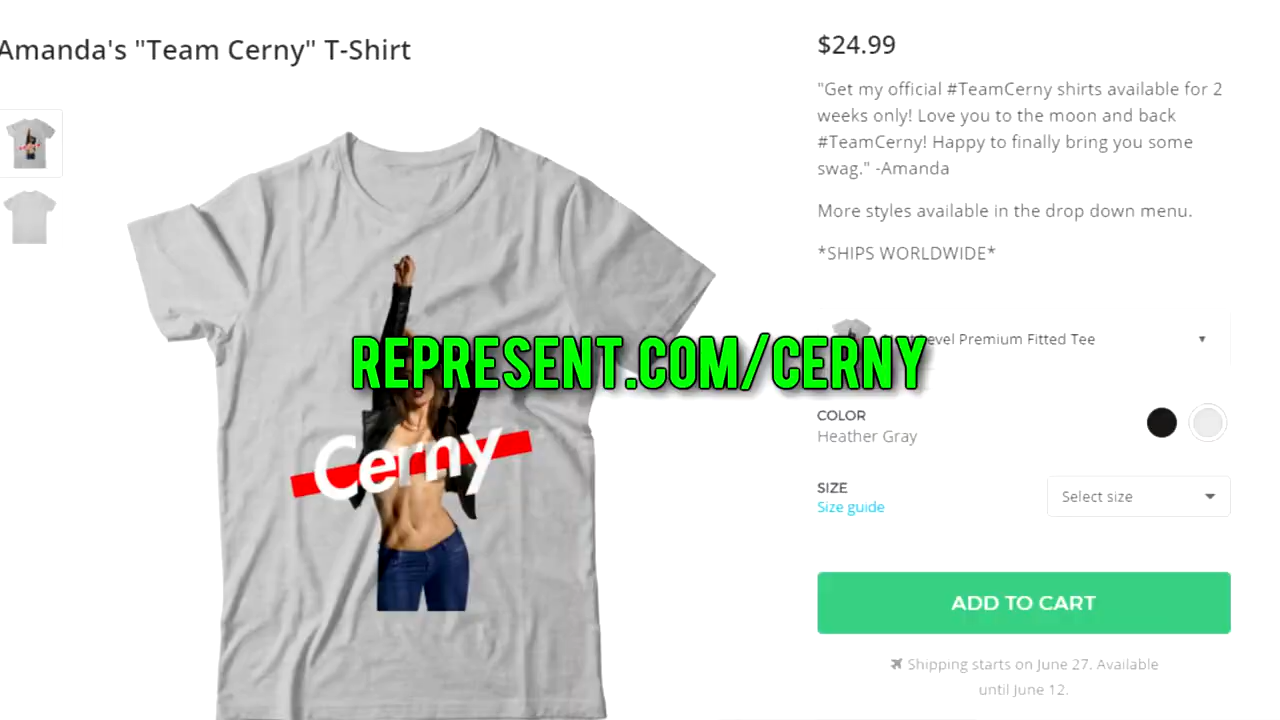 Amanda's "Team Cerny" T-Shirt
$24.99
"Get my official #TeamCerny shirts available for 2
weeks only! Love you to the moon and back
#TeamCerny! Happy to finally bring you some
swag." -Amanda
More styles available in the drop down menu.
*SHIPS WORLDWIDE*
Premium Fitted Tee
REPRESENT.COM/CERNY
COLOR
Heather Gray
Cerny
SIZE
Size guide
Select size
ADD TO CART
Shipping starts on June 27. Available
until June 12.